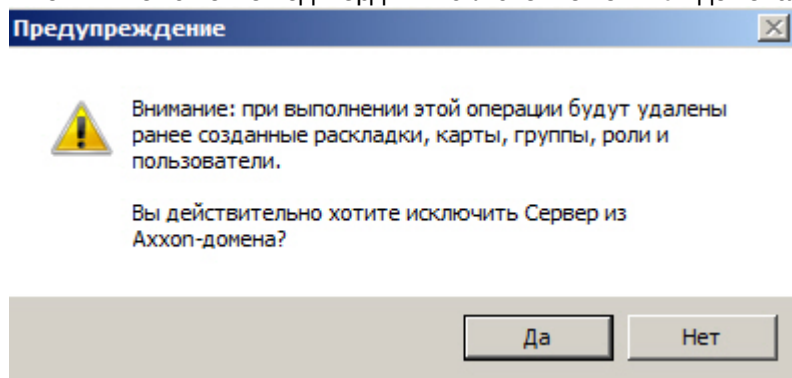 Предупреждение
Внимание: при выполнении этой операции будут удалены
ранее созданные раскладки, карты, группы, роли и
пользователи.
Вы действительно хотите исключить Сервер из
Аххоп-домена?
Да
Нет